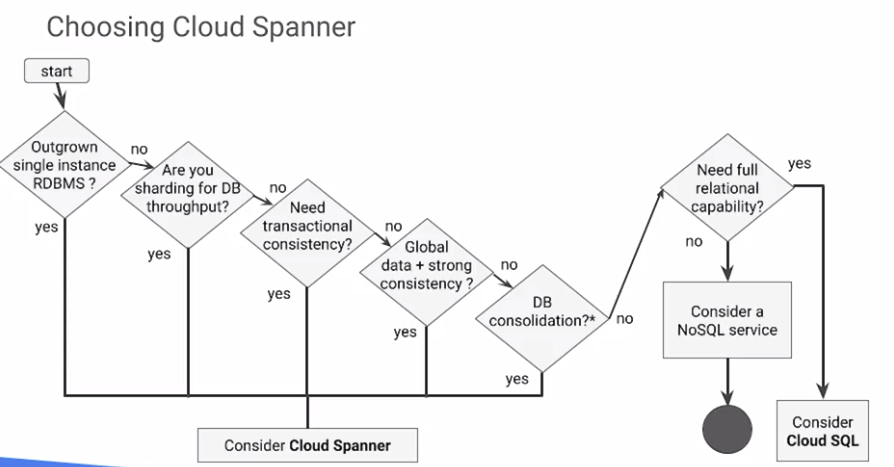 Choosing Cloud Spanner
start
Outgrown
single instance
RDBMS ?
no
yes
Are you
sharding for DB
throughput?
no
yes
Need
transactional
consistency?
no
yes
Global
data + strong
consistency ?
no
yes
DB
consolidation?*
no
yes
Need full
relational
capability?
yes
no
Consider a
NoSQL service
Consider
Cloud SQL
Consider Cloud Spanner